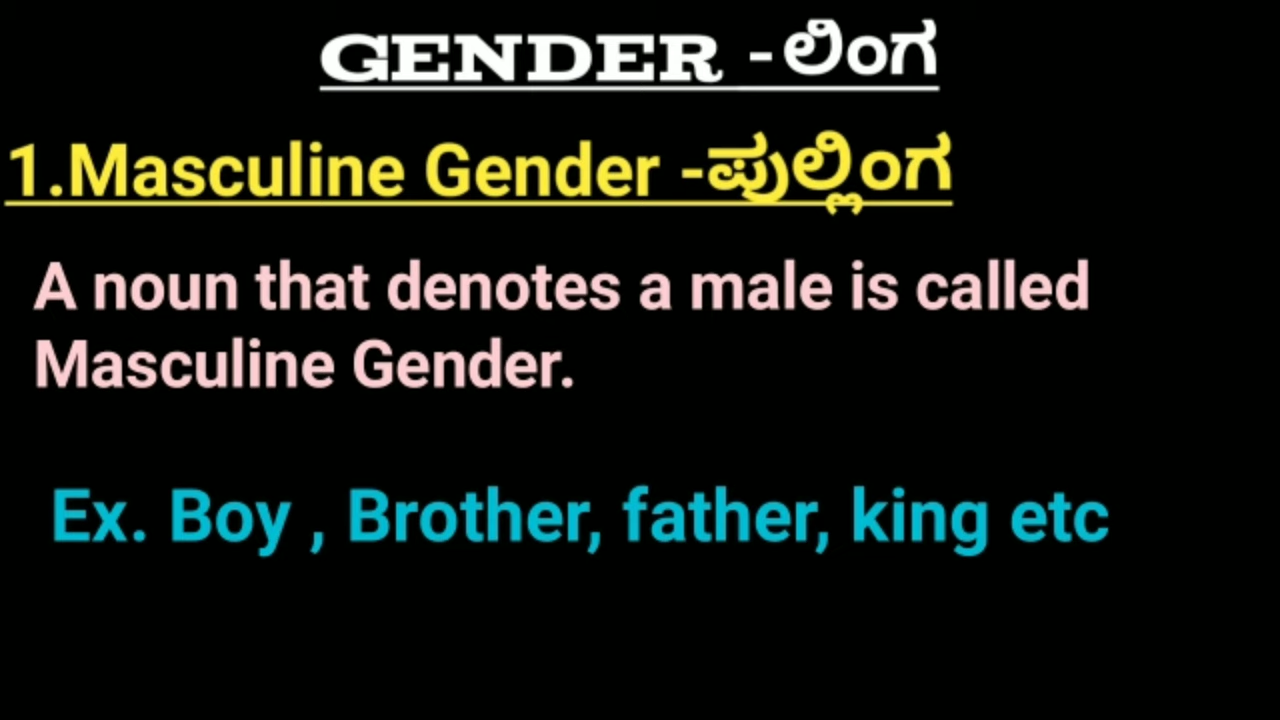 GENDER -ಲಿಂಗ
1.Masculine Gender -ಪುಲ್ಲಿಂಗ
A noun that denotes a male is called
Masculine Gender.
Ex. Boy , Brother, father, king etc